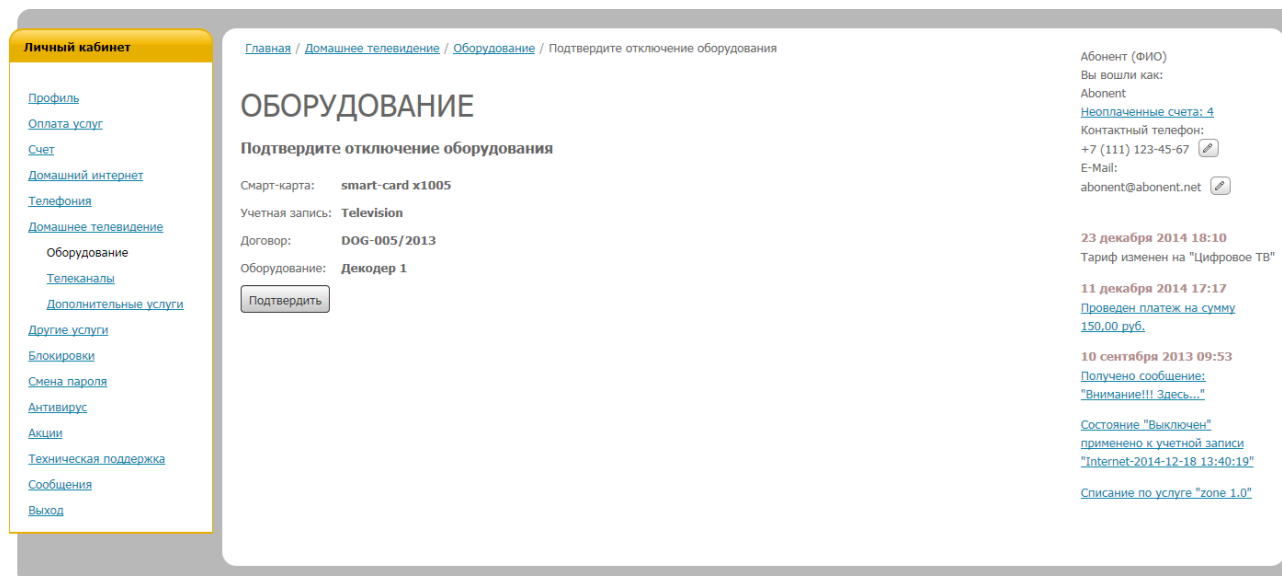 Личный кабинет
Профиль
Оплата услуг
Счет
Домашний интернет
Телефония
Домашнее телевидение
Оборудование
Телеканалы
Дополнительные услуги
Другие услуги
Блокировки
Смена пароля
Антивирус
Акции
Техническая поддержка
Сообщения
Выход
Главная / Домашнее телевидение / Оборудование / Подтвердите отключение оборудования
ОБОРУДОВАНИЕ
Подтвердите отключение оборудования
Смарт-карта: smart-card x1005
Учетная запись: Television
Договор: DOG-005/2013
Оборудование: Декодер 1
Подтвердить
Абонент (ФИО)
Вы вошли как:
Abonent
Неоплаченные счета: 4
Контактный телефон:
+7 (111) 123-45-67
E-Mail:
abonent@abonent.net
23 декабря 2014 18:10
Тариф изменен на "Цифровое ТВ"
11 декабря 2014 17:17
Проведен платеж на сумму
150,00 руб.
10 сентября 2013 09:53
Получено сообщение:
"Внимание!!! Здесь..."
Состояние "Выключен"
применено к учетной записи
"Internet-2014-12-18 13:40:19"
Списание по услуге "zone 1.0"